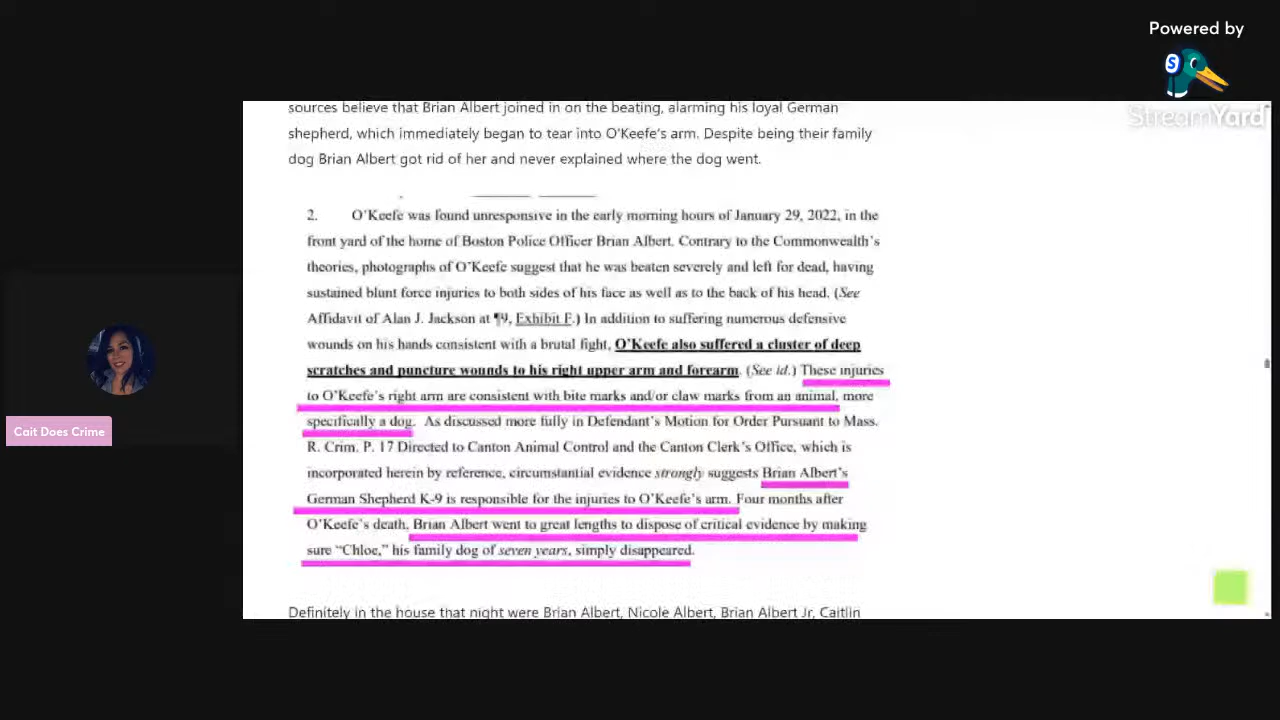 Powered by
StreamYard
sources believe that Brian Albert joined in on the beating, alarming his loyal German
shepherd, which immediately began to tear into O'Keefe's arm. Despite being their family
dog Brian Albert got rid of her and never explained where the dog went.
2. O'Keefe was found unresponsive in the early morning hours of January 29, 2022, in the
front yard of the home of Boston Police Officer Brian Albert. Contrary to the Commonwealth's
theories, photographs of O'Keefe suggest that he was beaten severely and left for dead, having
sustained blunt force injuries to both sides of his face as well as to the back of his head. (See
Affidavit of Alan J. Jackson at ¶9, Exhibit F.) In addition to suffering numerous defensive
wounds on his hands consistent with a brutal fight, O'Keefe also suffered a cluster of deep
scratches and puncture wounds to his right upper arm and forearm. (See id.) These injuries
to O'Keefe's right arm are consistent with bite marks and/or claw marks from an animal, more
specifically a dog. As discussed more fully in Defendant's Motion for Order Pursuant to Mass.
R. Crim. P. 17 Directed to Canton Animal Control and the Canton Clerk's Office, which is
incorporated herein by reference, circumstantial evidence strongly suggests Brian Albert's
German Shepherd K-9 is responsible for the injuries to O'Keefe's arm. Four months after
O'Keefe's death, Brian Albert went to great lengths to dispose of critical evidence by making
sure "Chloe," his family dog of seven years, simply disappeared.
Definitely in the house that night were Brian Albert, Nicole Albert, Brian Albert Jr, Caitlin
Cait Does Crime